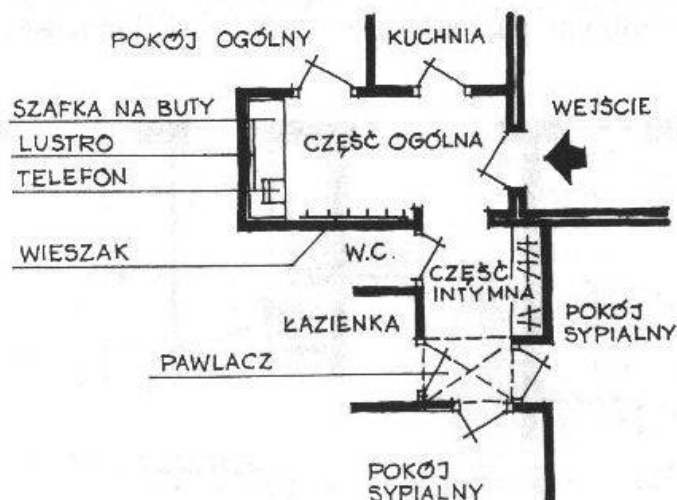 POKÓJ OGÓLNY
KUCHNIA
SZAFKA NA BUTY
WEJŚCIE
LUSTRO
CZĘŚĆ OGÓLNA
TELEFON
WIESZAK
W.C.
CZĘŚĆ
INTYMNA
ŁAZIENKA
POKÓJ
SYPIALNY
PAWLACZ
POKÓJ
SYPIALNY